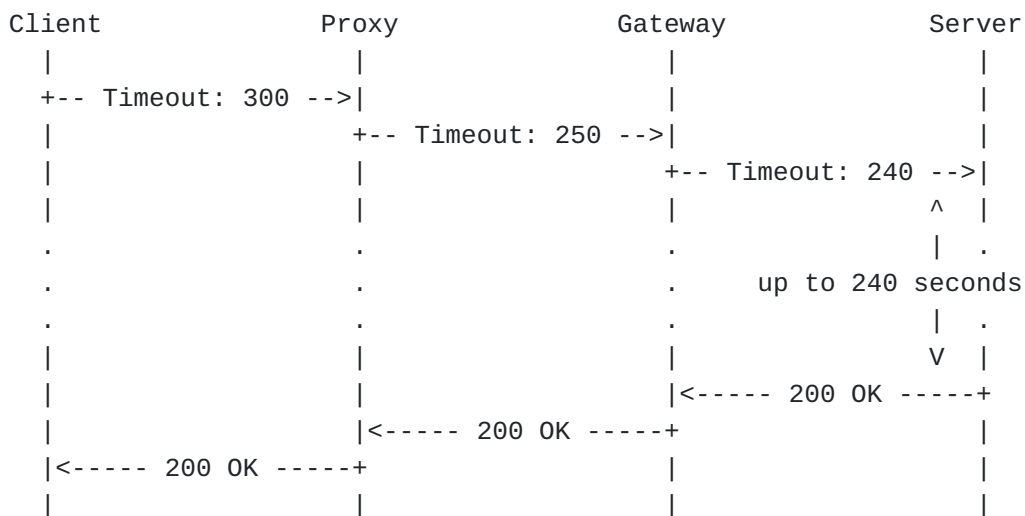 Client Proxy Gateway Server
| | | |
+-- Timeout: 300 -->| | |
| +-- Timeout: 250 -->| |
| | +-- Timeout: 240 -->|
| | | ^ |
. . . | .
. . . up to 240 seconds
. . . | .
| | | V |
| | |<----- 200 OK -----+
| |<----- 200 OK -----+ |
|<----- 200 OK -----+ | |
| | | |